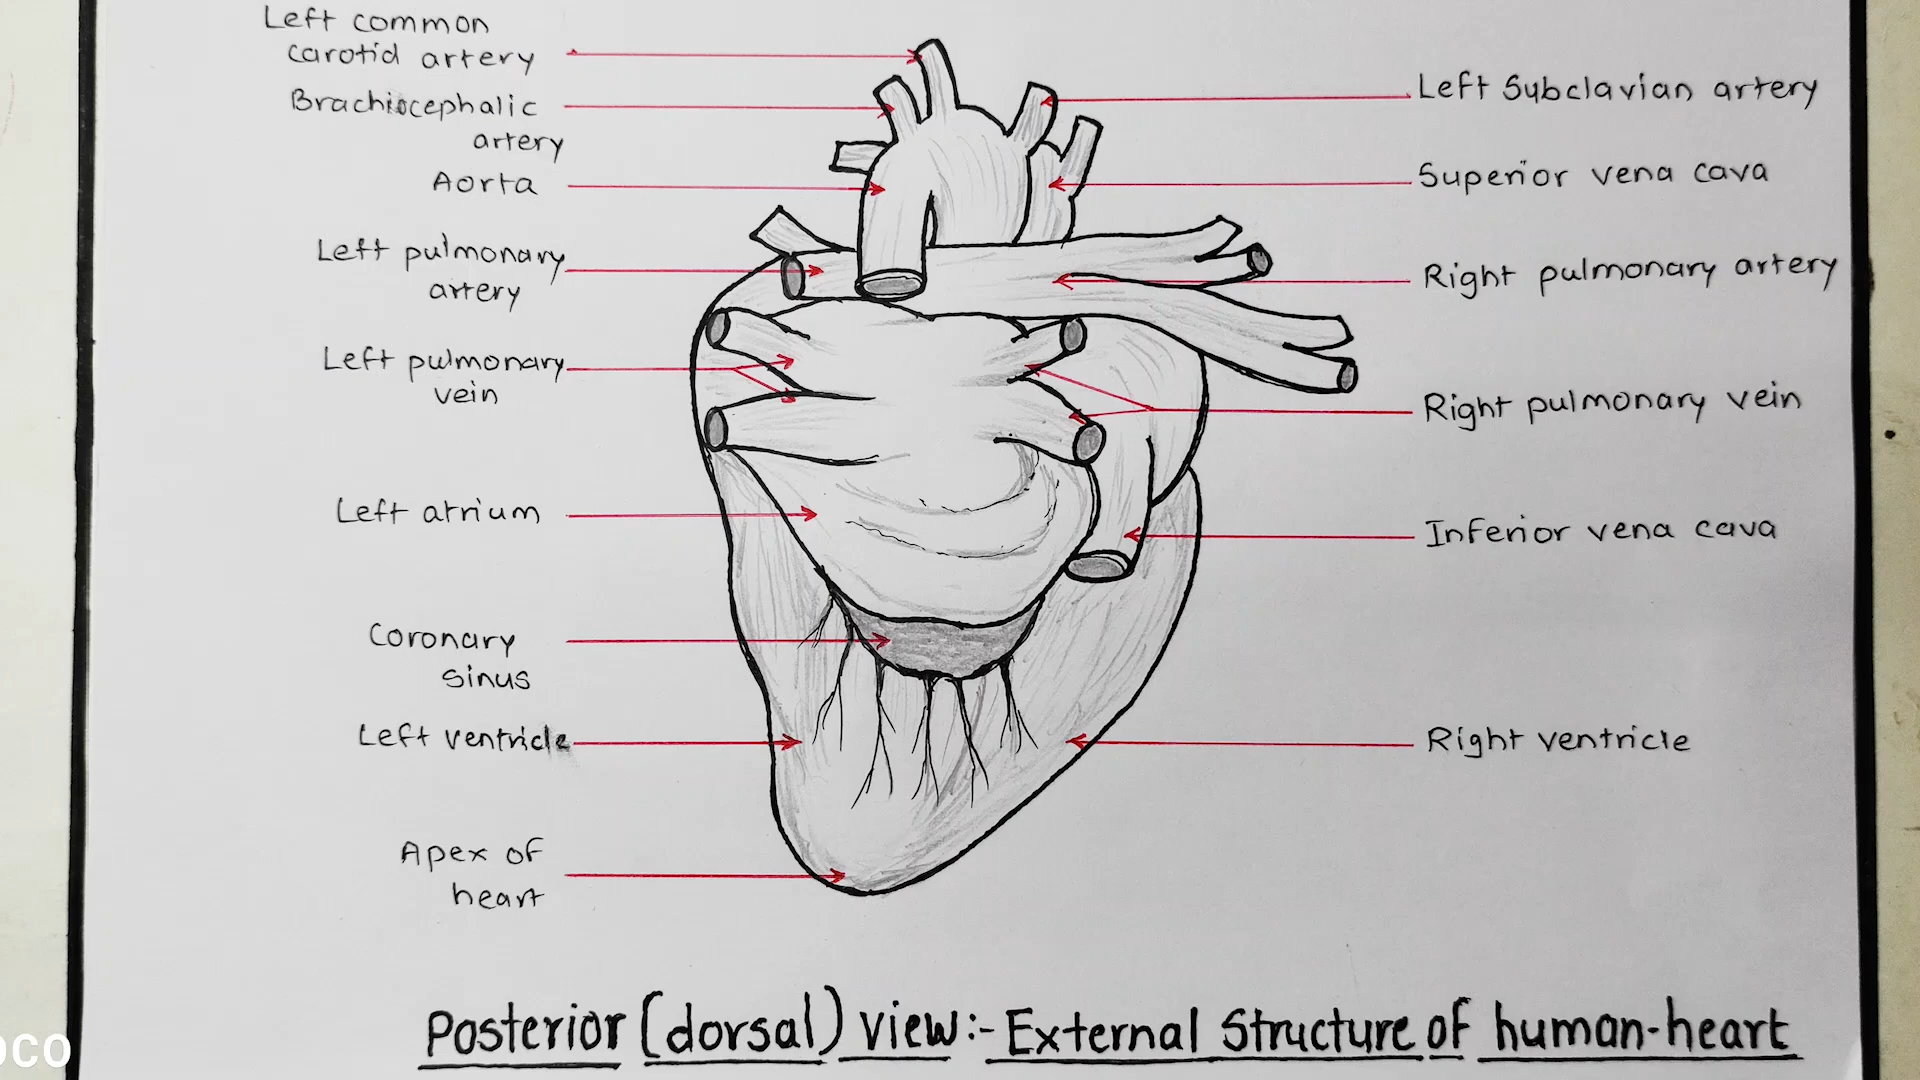 Left common
carotid artery
Brachiocephalic
artery
Aorta
Left pulmonary
artery
Left pulmonary
vein
Left atrium
Coronary
sinus
Left ventricle
Apex of
heart
Left Subclavian artery
Superior vena cava
Right pulmonary artery
Right pulmonary vein
Inferior vena cava
Right ventricle
Posterior (dorsal) view:- External Structure of human-heart